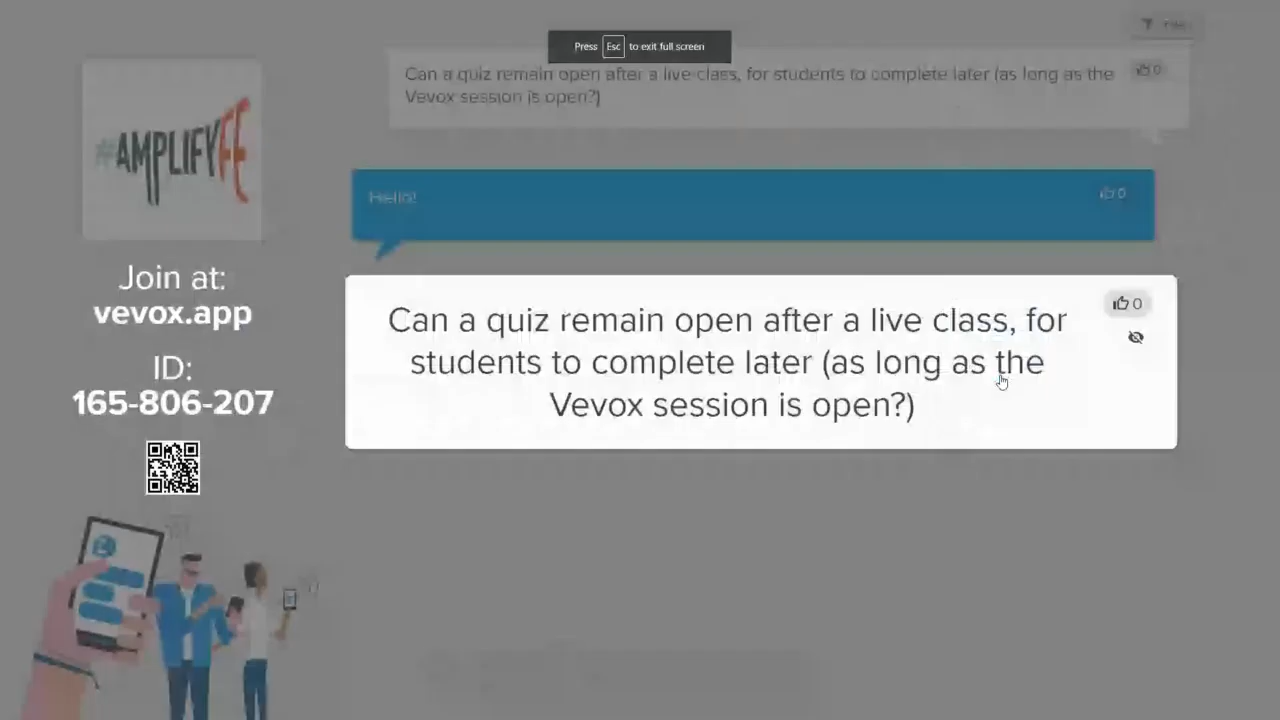 Press Esc to exit full screen
Can a quiz remain open after a live class, for students to complete later (as long as the
Vevox session is open?)
0
#AMPLIFYFE
Hello!
0
Join at:
vevox.app
ID:
165-806-207
Can a quiz remain open after a live class, for
students to complete later (as long as the
Vevox session is open?)
0